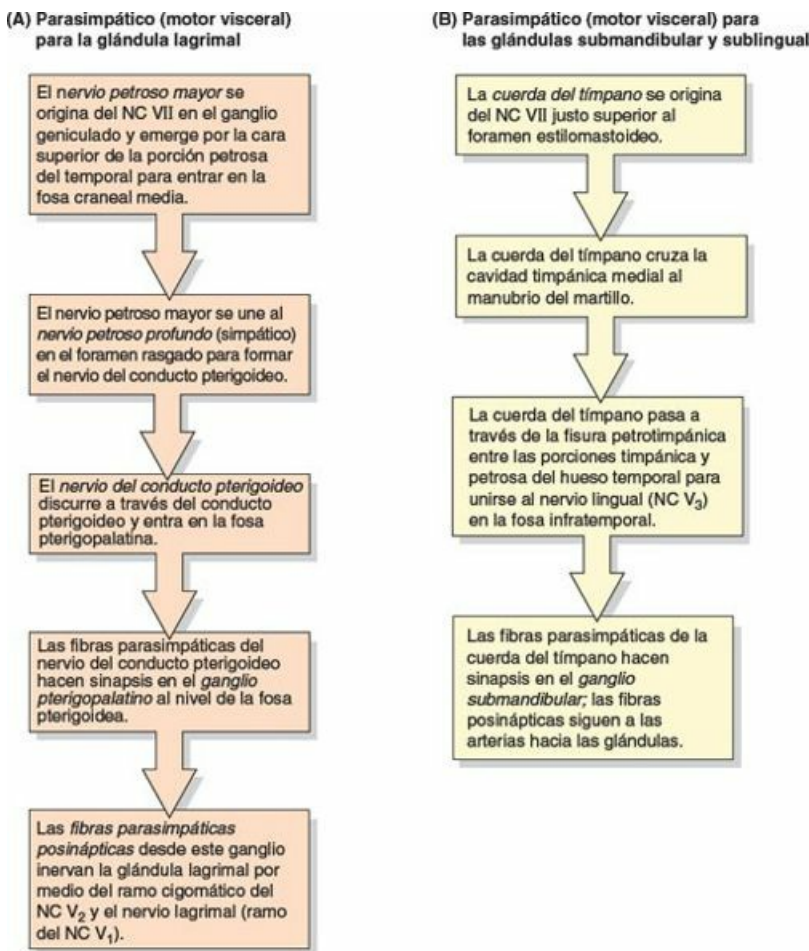 (A) Parasimpático (motor visceral)
para la glándula lagrimal
El nervio petroso mayor se
origina del NC VII en el ganglio
geniculado y emerge por la cara
superior de la porción petrosa
del temporal para entrar en la
fosa craneal media.
El nervio petroso mayor se une al
nervio petroso profundo (simpático)
en el foramen rasgado para formar
el nervio del conducto pterigoideo.
El nervio del conducto pterigoideo
discurre a través del conducto
pterigoideo y entra en la fosa
pterigopalatina.
Las fibras parasimpáticas del
nervio del conducto pterigoideo
hacen sinapsis en el ganglio
pterigopalatino al nivel de la fosa
pterigoidea.
Las fibras parasimpáticas
posinápticas desde este ganglio
inervan la glándula lagrimal por
medio del ramo cigomático del
NC V₂ y el nervio lagrimal (ramo
del NC V₁).
(B) Parasimpático (motor visceral) para
las glándulas submandibular y sublingual
La cuerda del tímpano se origina
del NC VII justo superior al
foramen estilomastoideo.
La cuerda del tímpano cruza la
cavidad timpánica medial al
manubrio del martillo.
La cuerda del tímpano pasa a
través de la fisura petrotimpánica
entre las porciones timpánica y
petrosa del hueso temporal para
unirse al nervio lingual (NC V₃)
en la fosa infratemporal.
Las fibras parasimpáticas de la
cuerda del tímpano hacen
sinapsis en el ganglio
submandibular; las fibras
posinápticas siguen a las
arterias hacia las glándulas.